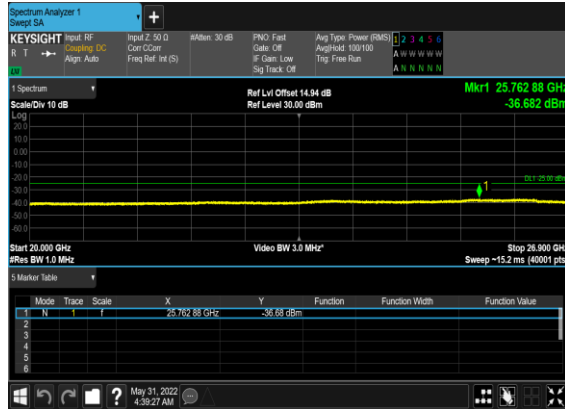 Spectrum Analyzer 1
Swept SA
KEYSIGHT Input: RF
R T Coupling: DC
Align: Auto
Input Z: 50 Ω
Corr CCorr
Freq Ref: Int (S)
#Atten: 30 dB
PNO: Fast
Gate: Off
IF Gain: Low
Sig Track: Off
Avg Type: Power (RMS)
Avg|Hold: 100/100
Trig: Free Run
1 2 3 4 5 6
A W W W W W
A N N N N N
1 Spectrum
Scale/Div 10 dB
Ref Lvl Offset 14.94 dB
Ref Level 30.00 dBm
Mkr1 25.762 88 GHz
-36.682 dBm
Log
20.0
10.0
0.00
-10.0
-20.0
-30.0
-40.0
-50.0
-60.0
1
DL1 -25.00 dBm
Start 20.000 GHz
#Res BW 1.0 MHz
Video BW 3.0 MHz*
Stop 26.900 GHz
Sweep ~15.2 ms (40001 pts)
5 Marker Table
Mode Trace Scale X Y Function Function Width Function Value
1 N 1 f 25.762 88 GHz -36.68 dBm
2
3
4
5
6
May 31, 2022
4:39:27 AM